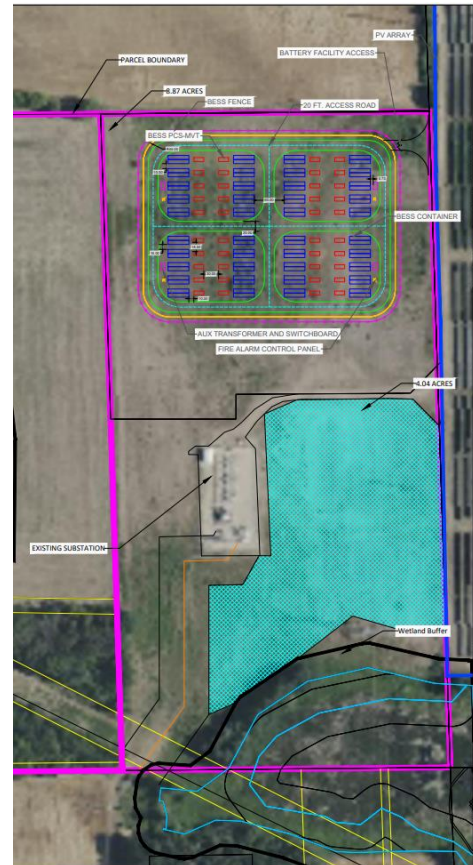 PV ARRAY
BATTERY FACILITY ACCESS
PARCEL BOUNDARY
8.87 ACRES
BESS FENCE
20 FT. ACCESS ROAD
BESS PCS-MVT
BESS CONTAINER
AUX TRANSFORMER AND SWITCHBOARD
FIRE ALARM CONTROL PANEL
4.04 ACRES
EXISTING SUBSTATION
Wetland Buffer